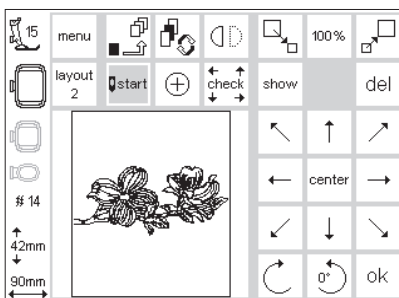 15 menu 100%
layout
2
start check show del
center
# 14
42mm
90mm 0° ok